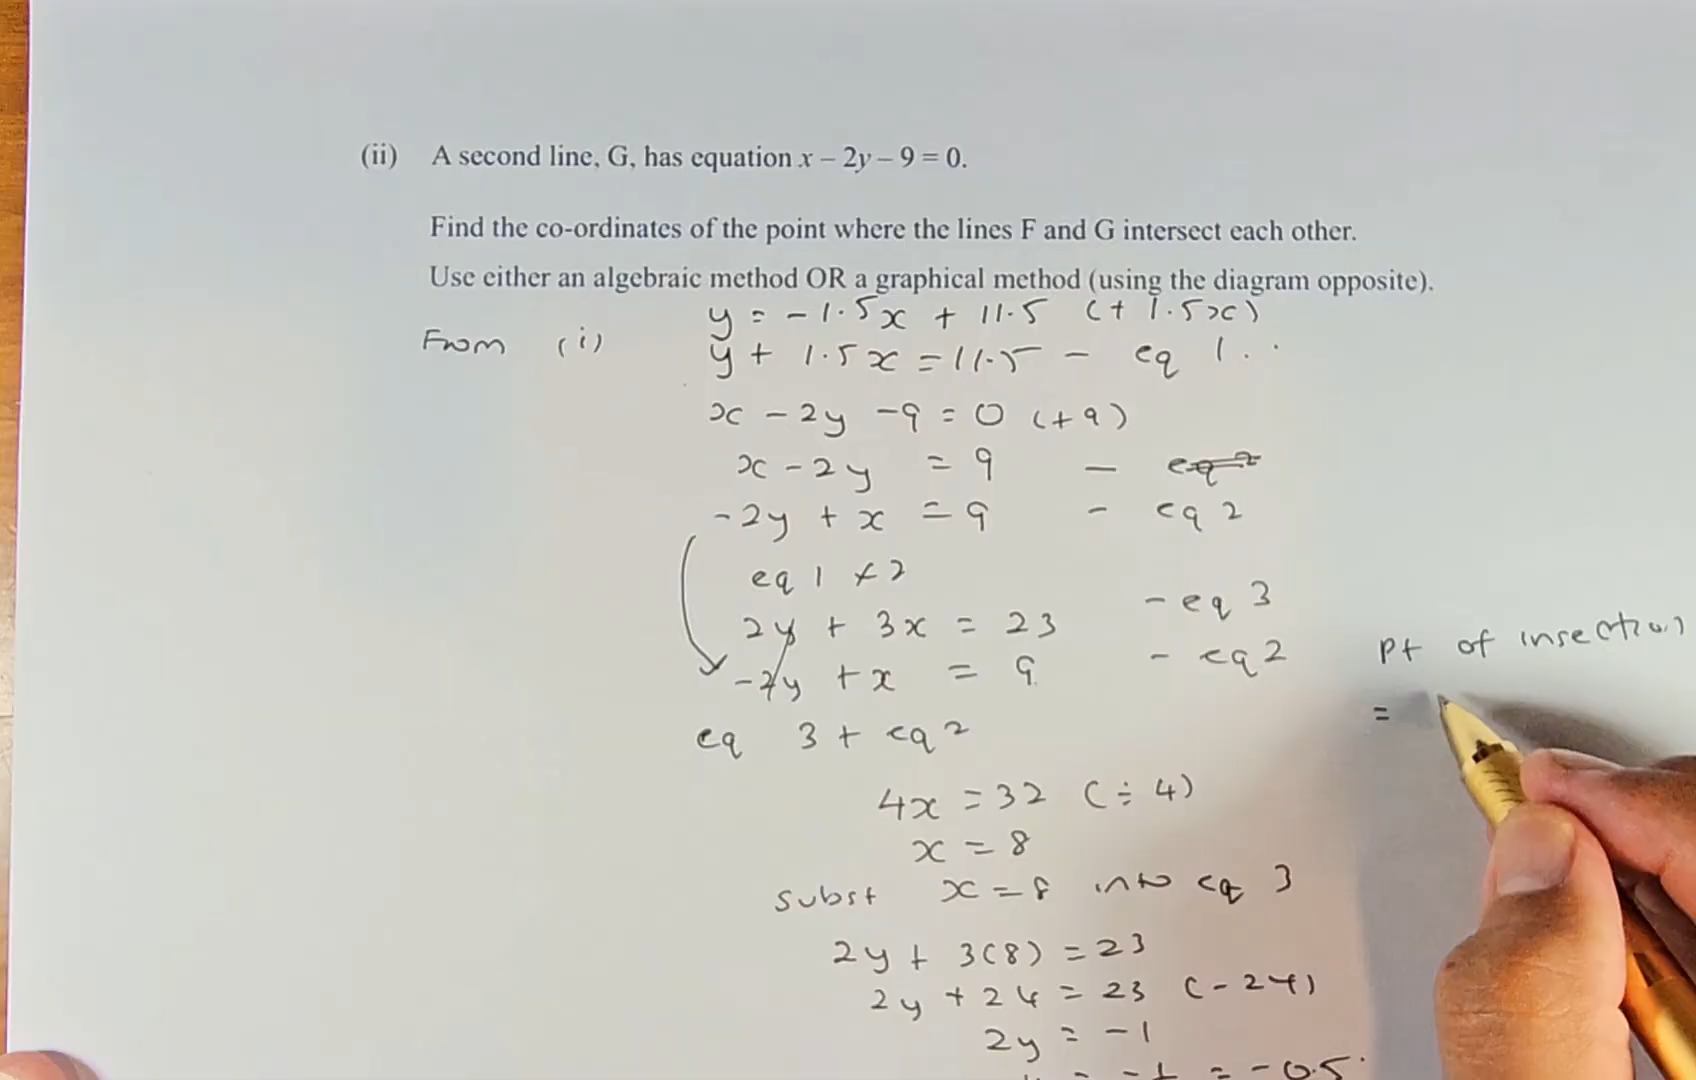 (ii) A second line, G, has equation x – 2y – 9 = 0.
Find the co-ordinates of the point where the lines F and G intersect each other.
Use either an algebraic method OR a graphical method (using the diagram opposite).
y = -1.5x + 11.5 (+ 1.5x)
From (i)
y + 1.5x = 11.5 - eq 1.
x - 2y - 9 = 0 (+9)
x - 2y = 9 - eq 2
-2y + x = 9 - eq 2
eq 1 × 2
2y + 3x = 23 - eq 3
-2y + x = 9 - eq 2
pt of insection
=
eq 3 + eq 2
4x = 32 (÷ 4)
x = 8
subst x = 8 into eq 3
2y + 3(8) = 23
2y + 24 = 23 (-24)
2y = -1
= -0.5